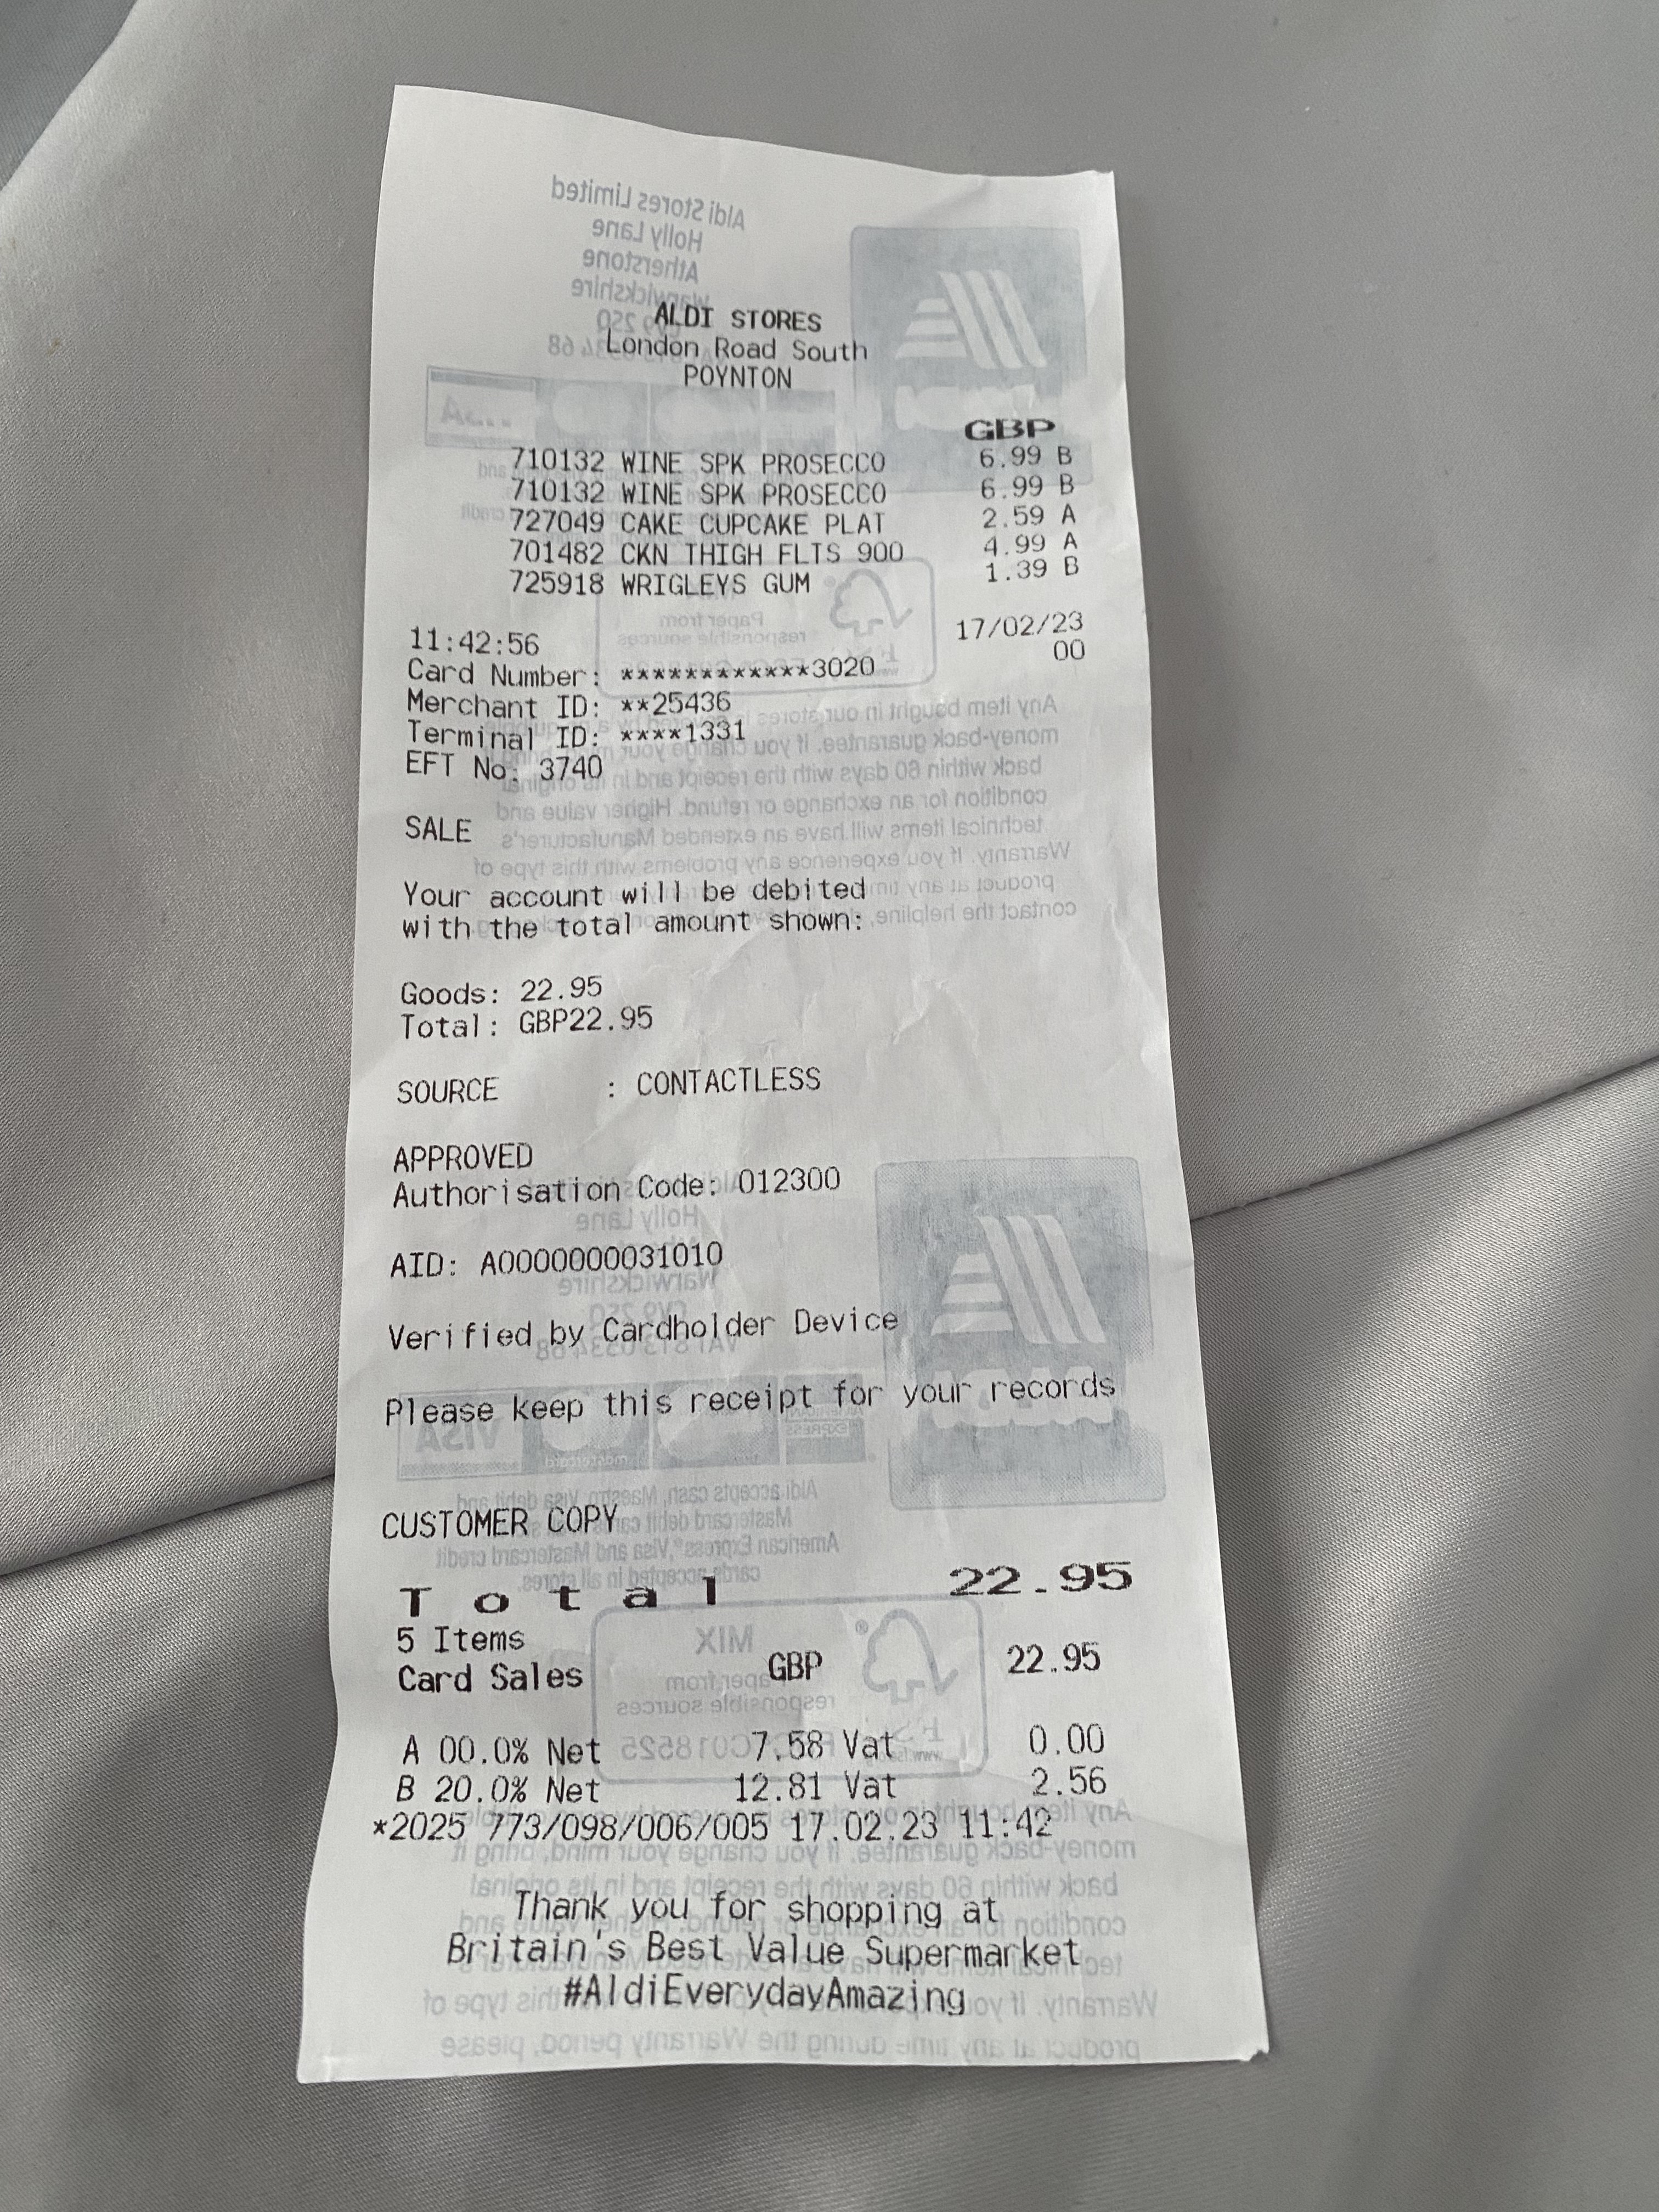 ALDI STORES
London Road South
POYNTON
GBP
710132 WINE SPK PROSECCO 6.99 B
710132 WINE SPK PROSECCO 6.99 B
727049 CAKE CUPCAKE PLAT 2.59 A
701482 CKN THIGH FLTS 900 4.99 A
725918 WRIGLEYS GUM 1.39 B
11:42:56 17/02/23
00
Card Number: ************3020
Merchant ID: **25436
Terminal ID: ****1331
EFT No: 3740
SALE
Your account will be debited
with the total amount shown:
Goods: 22.95
Total: GBP22.95
SOURCE : CONTACTLESS
APPROVED
Authorisation Code: 012300
AID: A0000000031010
Verified by Cardholder Device
Please keep this receipt for your records
CUSTOMER COPY
Total 22.95
5 Items
Card Sales GBP 22.95
A 00.0% Net 7.58 Vat 0.00
B 20.0% Net 12.81 Vat 2.56
*2025 773/098/006/005 17.02.23 11:42
Thank you for shopping at
Britain's Best Value Supermarket
#AldiEverydayAmazing